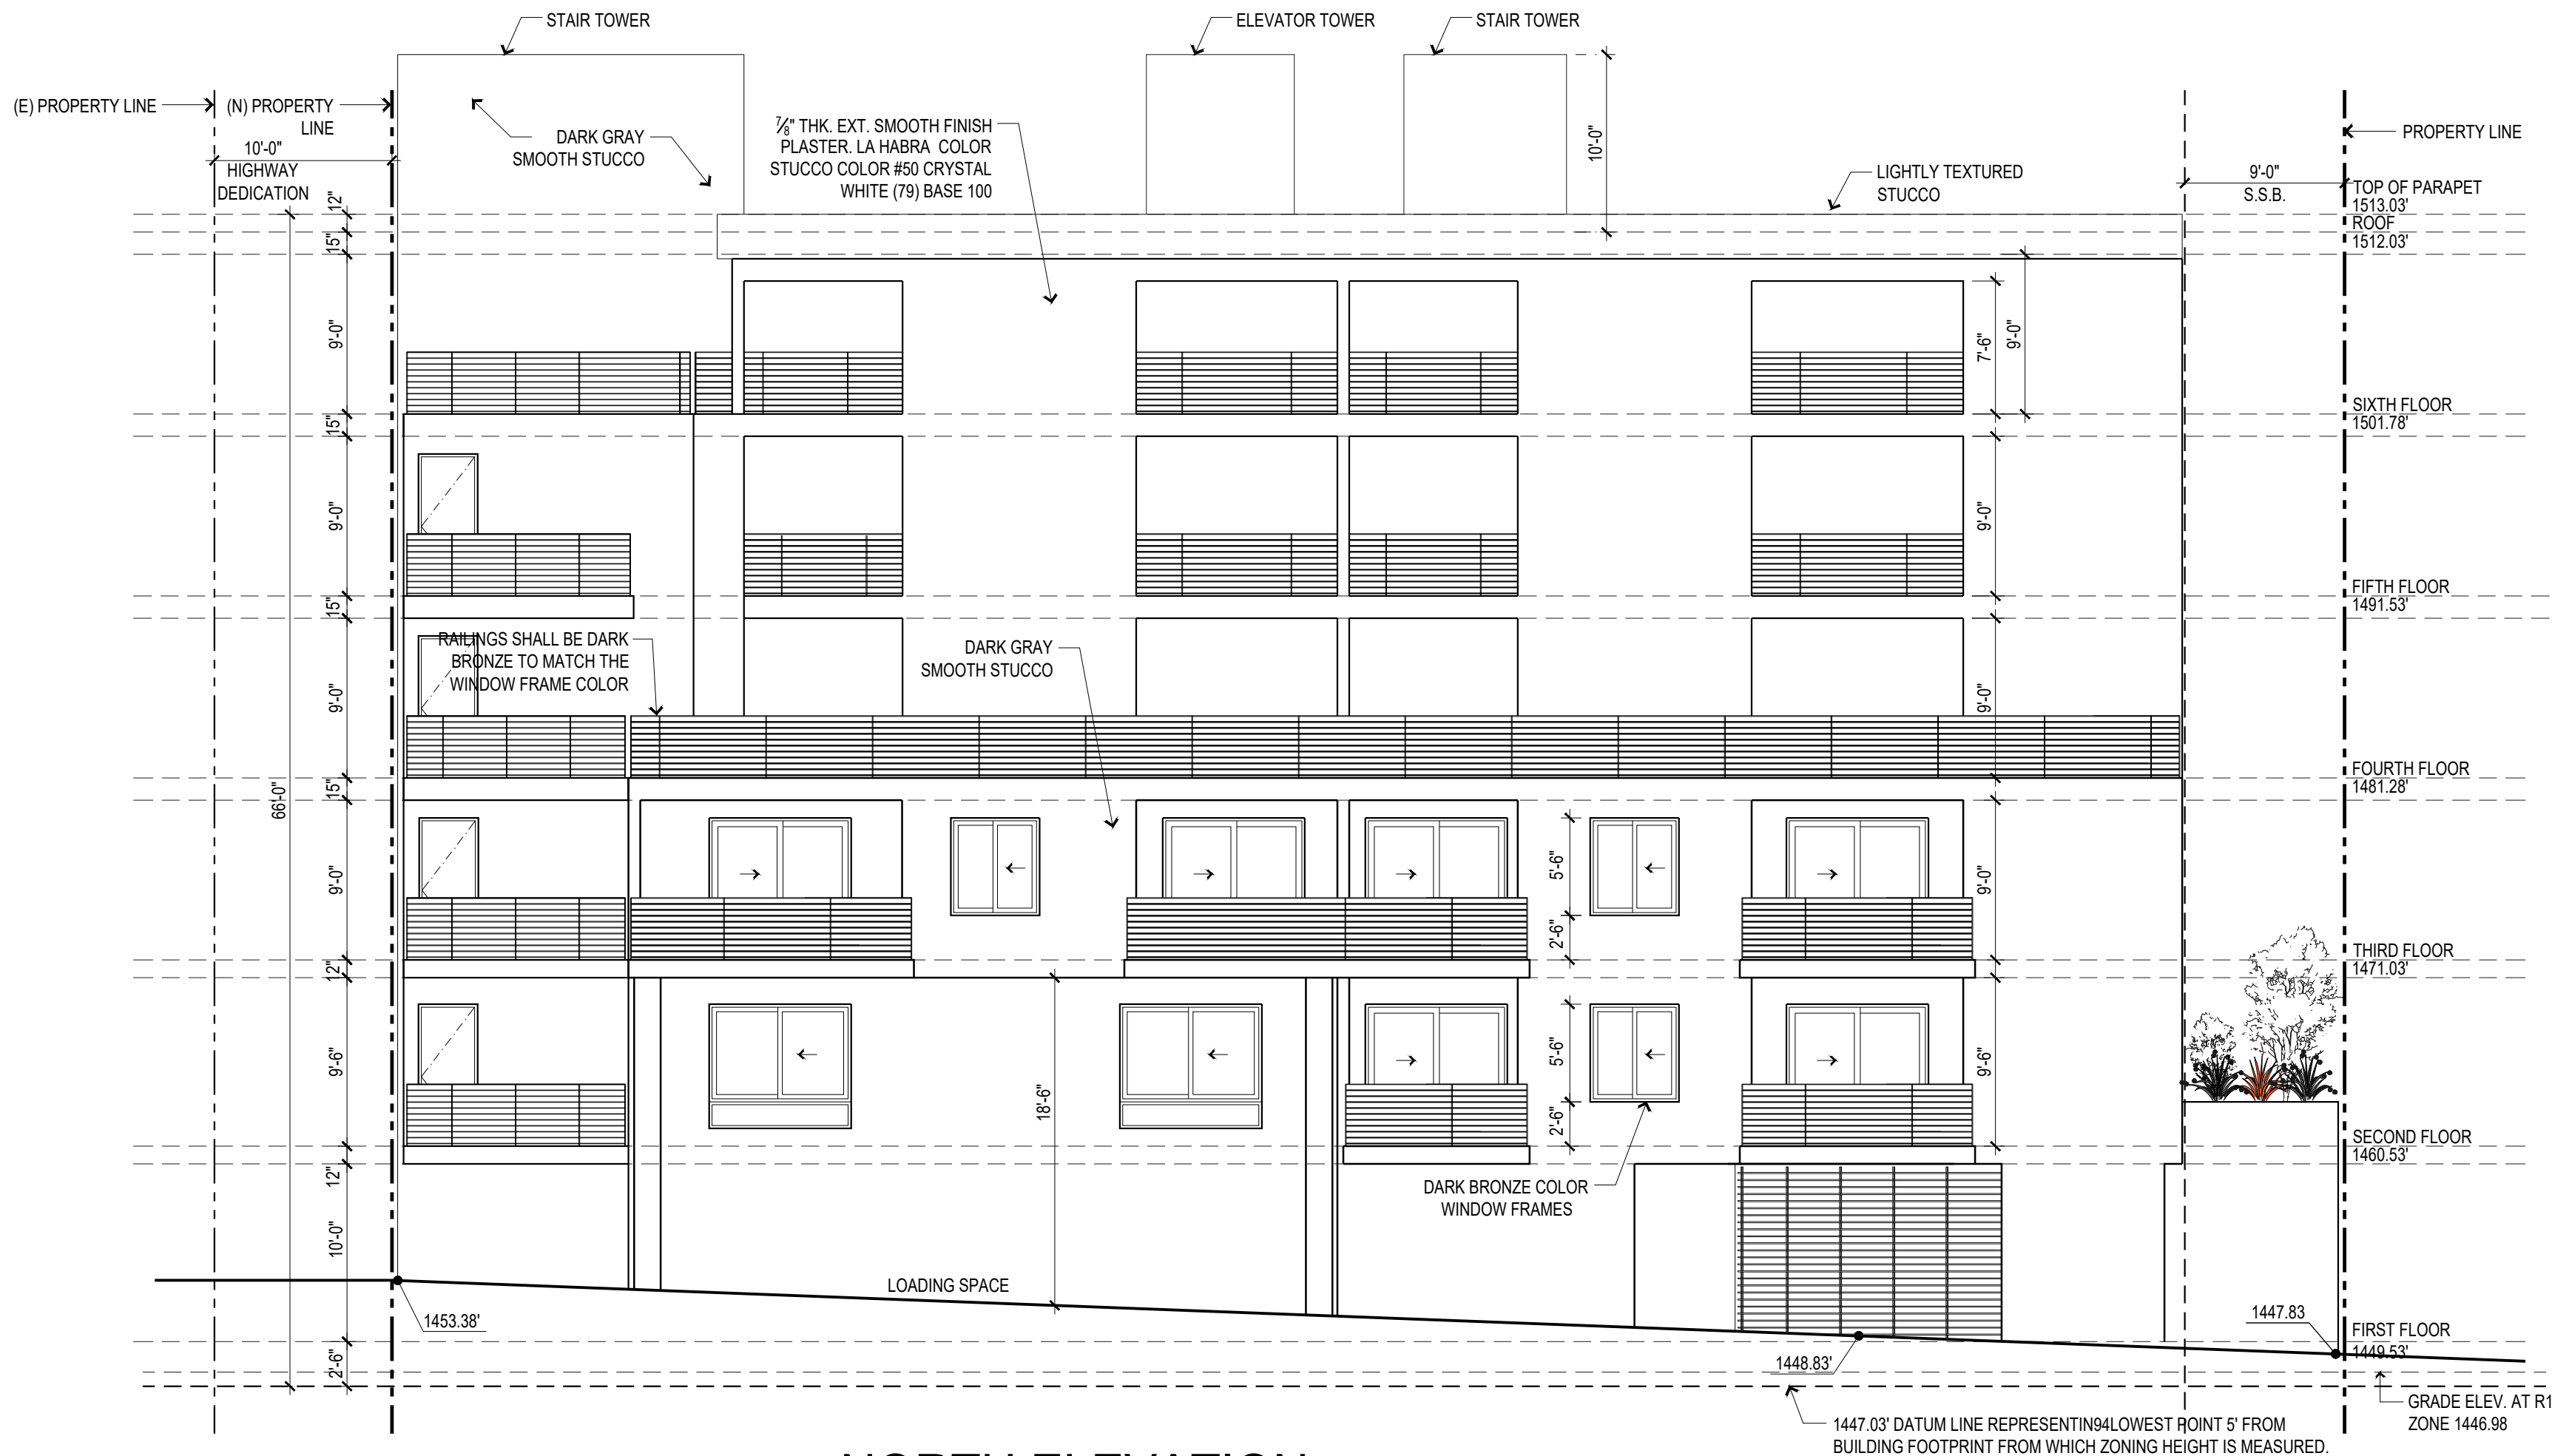 STAIR TOWER
ELEVATOR TOWER
STAIR TOWER
(E) PROPERTY LINE
(N) PROPERTY
LINE
10'-0"
HIGHWAY
DEDICATION
DARK GRAY
SMOOTH STUCCO
⅞" THK. EXT. SMOOTH FINISH
PLASTER. LA HABRA COLOR
STUCCO COLOR #50 CRYSTAL
WHITE (79) BASE 100
10'-0"
LIGHTLY TEXTURED
STUCCO
PROPERTY LINE
9'-0"
S.S.B.
TOP OF PARAPET
1513.03'
ROOF
1512.03'
12"
15"
9'-0"
7'-6"
9'-0"
SIXTH FLOOR
1501.78'
15"
9'-0"
9'-0"
FIFTH FLOOR
1491.53'
15"
RAILINGS SHALL BE DARK
BRONZE TO MATCH THE
WINDOW FRAME COLOR
DARK GRAY
SMOOTH STUCCO
9'-0"
9'-0"
FOURTH FLOOR
1481.28'
66'-0"
15"
9'-0"
5'-6"
2'-6"
9'-0"
THIRD FLOOR
1471.03'
12"
9'-6"
18'-6"
5'-6"
2'-6"
9'-6"
SECOND FLOOR
1460.53'
12"
DARK BRONZE COLOR
WINDOW FRAMES
10'-0"
LOADING SPACE
1453.38'
1447.83
FIRST FLOOR
1449.53'
1448.83'
2'-6"
GRADE ELEV. AT R1
ZONE 1446.98
1447.03' DATUM LINE REPRESENTIN94LOWEST POINT 5' FROM
BUILDING FOOTPRINT FROM WHICH ZONING HEIGHT IS MEASURED.
NORTH ELEVATION